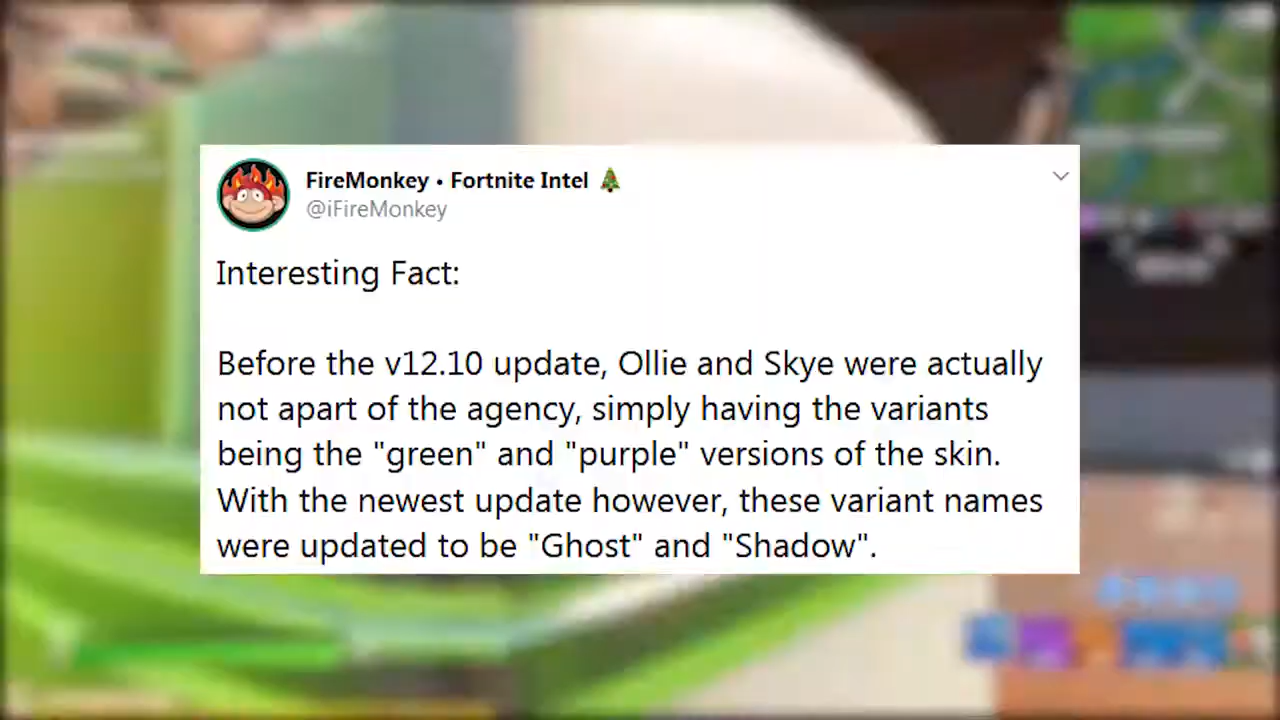 FireMonkey • Fortnite Intel 🎄
@iFireMonkey
Interesting Fact:
Before the v12.10 update, Ollie and Skye were actually
not apart of the agency, simply having the variants
being the "green" and "purple" versions of the skin.
With the newest update however, these variant names
were updated to be "Ghost" and "Shadow".